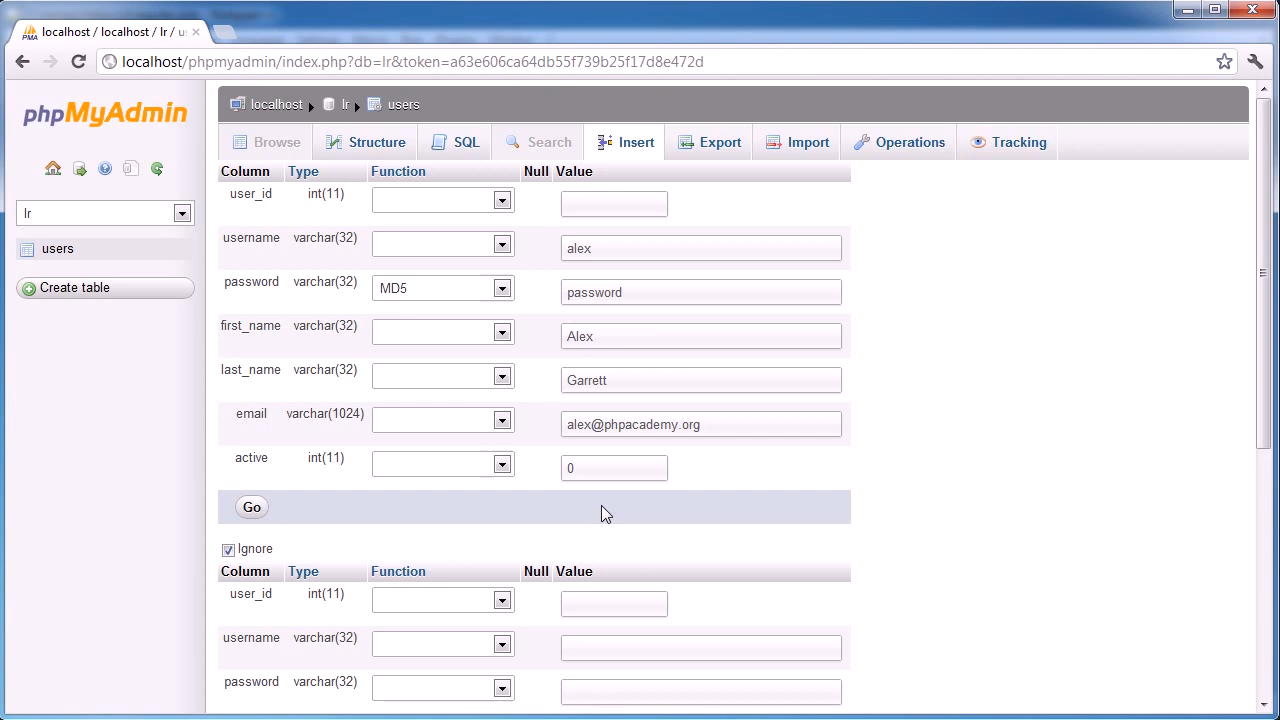 localhost / localhost / lr / us
localhost/phpmyadmin/index.php?db=lr&token=a63e606ca64db55f739b25f17d8e472d
phpMyAdmin
lr
users
Create table
localhost lr users
Browse Structure SQL Search Insert Export Import Operations Tracking
Column Type Function Null Value
user_id int(11)
username varchar(32) alex
password varchar(32) MD5 password
first_name varchar(32) Alex
last_name varchar(32) Garrett
email varchar(1024) alex@phpacademy.org
active int(11) 0
Go
Ignore
Column Type Function Null Value
user_id int(11)
username varchar(32)
password varchar(32)